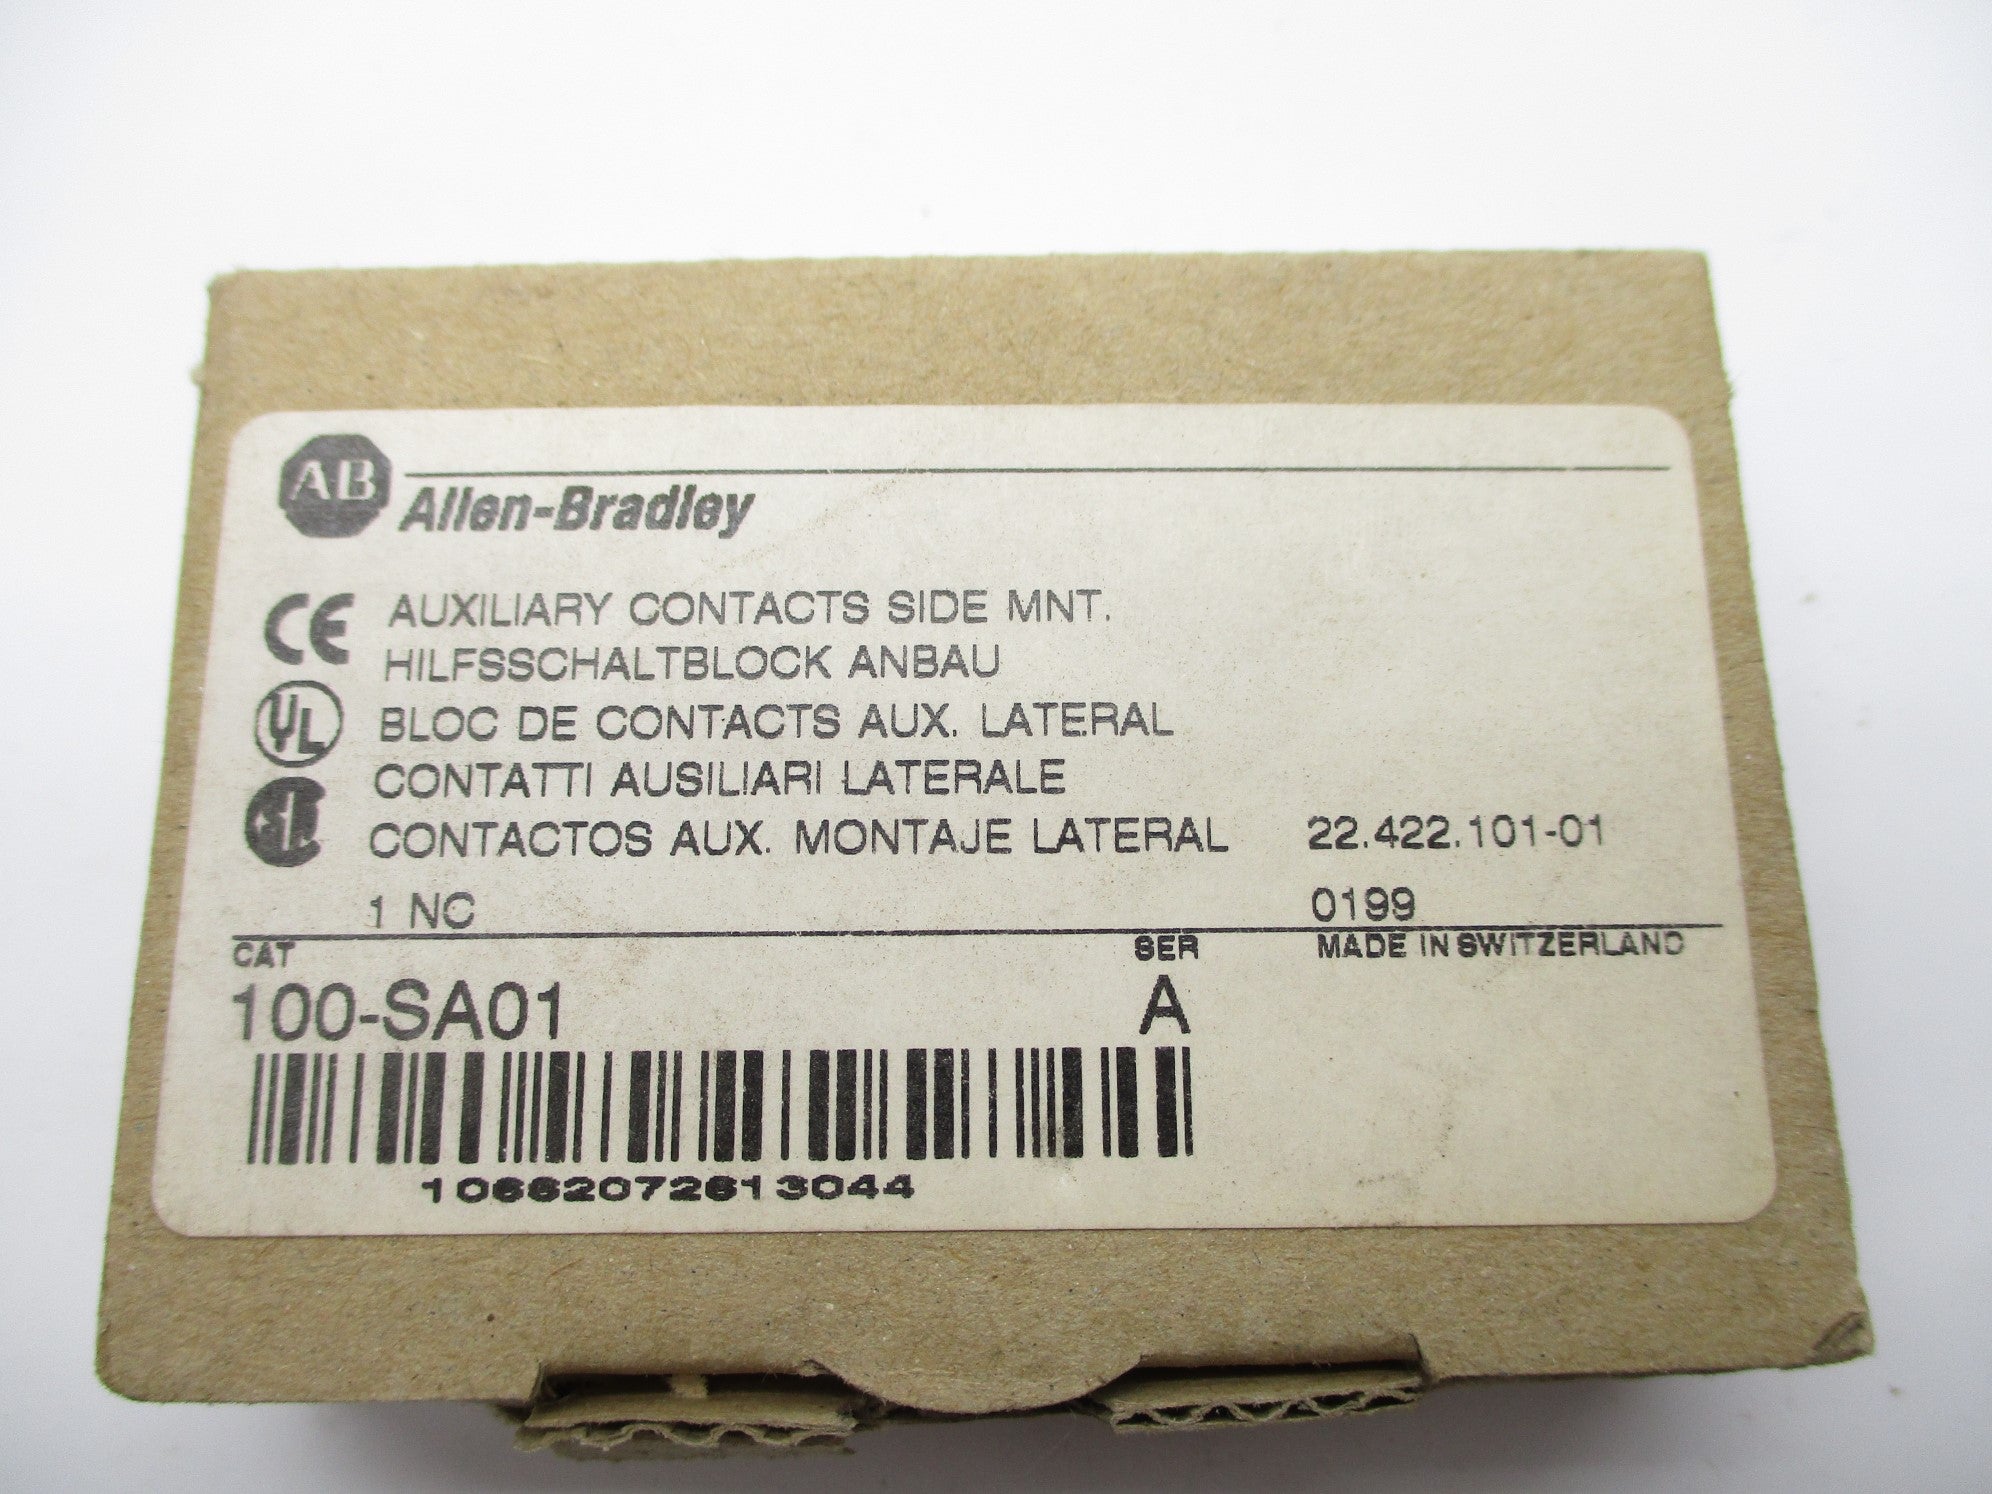 AB Allen-Bradley
CE AUXILIARY CONTACTS SIDE MNT.
HILFSSCHALTBLOCK ANBAU
UL BLOC DE CONTACTS AUX. LATERAL
CONTATTI AUSILIARI LATERALE
CONTACTOS AUX. MONTAJE LATERAL 22.422.101-01
1 NC 0199
CAT SER MADE IN SWITZERLAND
100-SA01 A
10662072613044